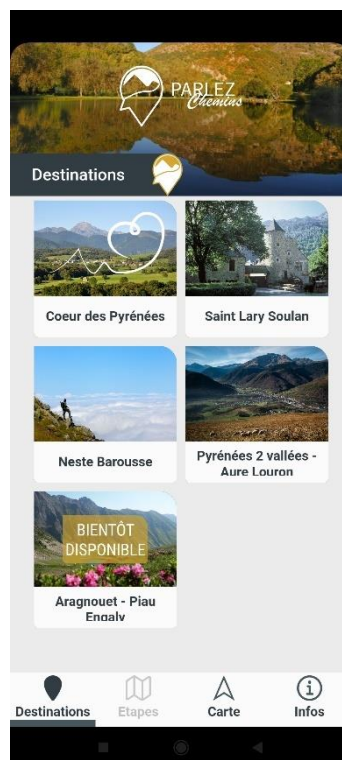 PARLEZ
Chemins
Destinations
Coeur des Pyrénées
Saint Lary Soulan
Neste Barousse
Pyrénées 2 vallées -
Aure Louron
BIENTÔT
DISPONIBLE
Aragnouet - Piau
Engaly
Destinations
Etapes
Carte
Infos